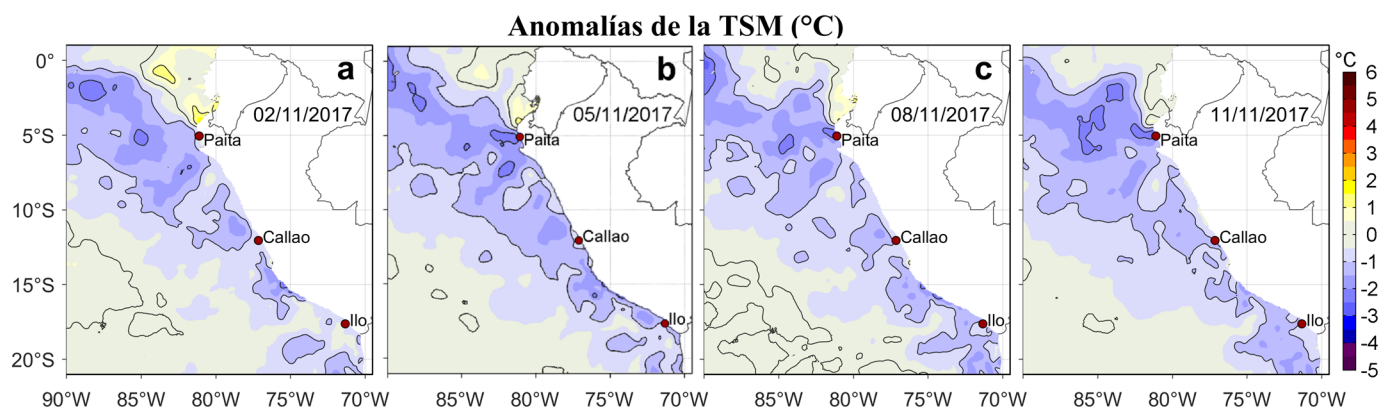 Anomalías de la TSM (°C)
a
b
c
°C
02/11/2017
05/11/2017
08/11/2017
11/11/2017
Paita
Callao
Ilo
Paita
Callao
Ilo
Paita
Callao
Ilo
Paita
Callao
Ilo
0°
5°S
10°S
15°S
20°S
90°W 85°W 80°W 75°W 70°W
85°W 80°W 75°W 70°W
85°W 80°W 75°W 70°W
85°W 80°W 75°W 70°W
6
5
4
3
2
1
0
-1
-2
-3
-4
-5